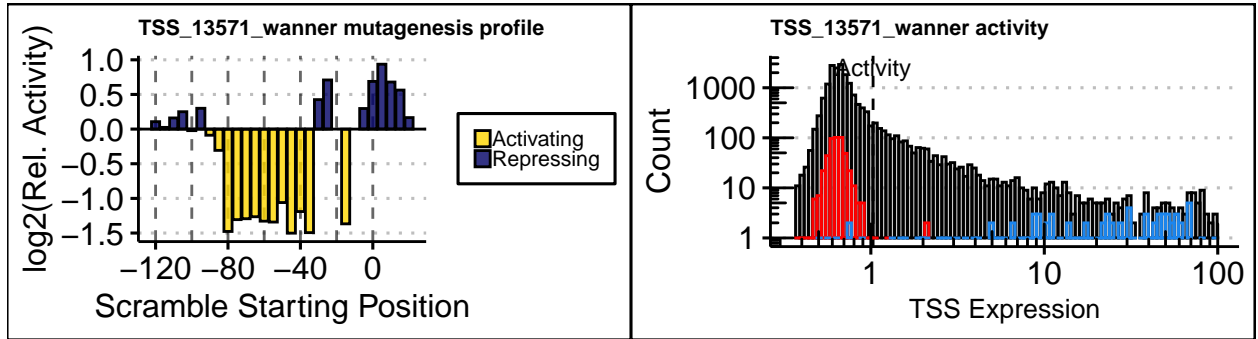 TSS_13571_wanner mutagenesis profile
log2(Rel. Activity)
1.0
0.5
0.0
−0.5
−1.0
−1.5
−120
−80
−40
0
Scramble Starting Position
Activating
Repressing
TSS_13571_wanner activity
Activity
Count
1000
100
10
1
1
10
100
TSS Expression